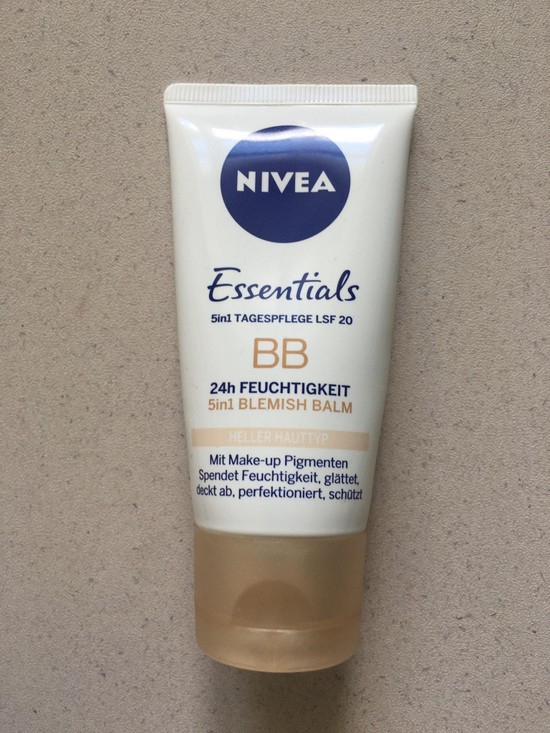 NIVEA
Essentials
5in1 TAGESPFLEGE LSF 20
BB
24h FEUCHTIGKEIT
5in1 BLEMISH BALM
HELLER HAUTTYP
Mit Make-up Pigmenten
Spendet Feuchtigkeit, glättet,
deckt ab, perfektioniert, schützt